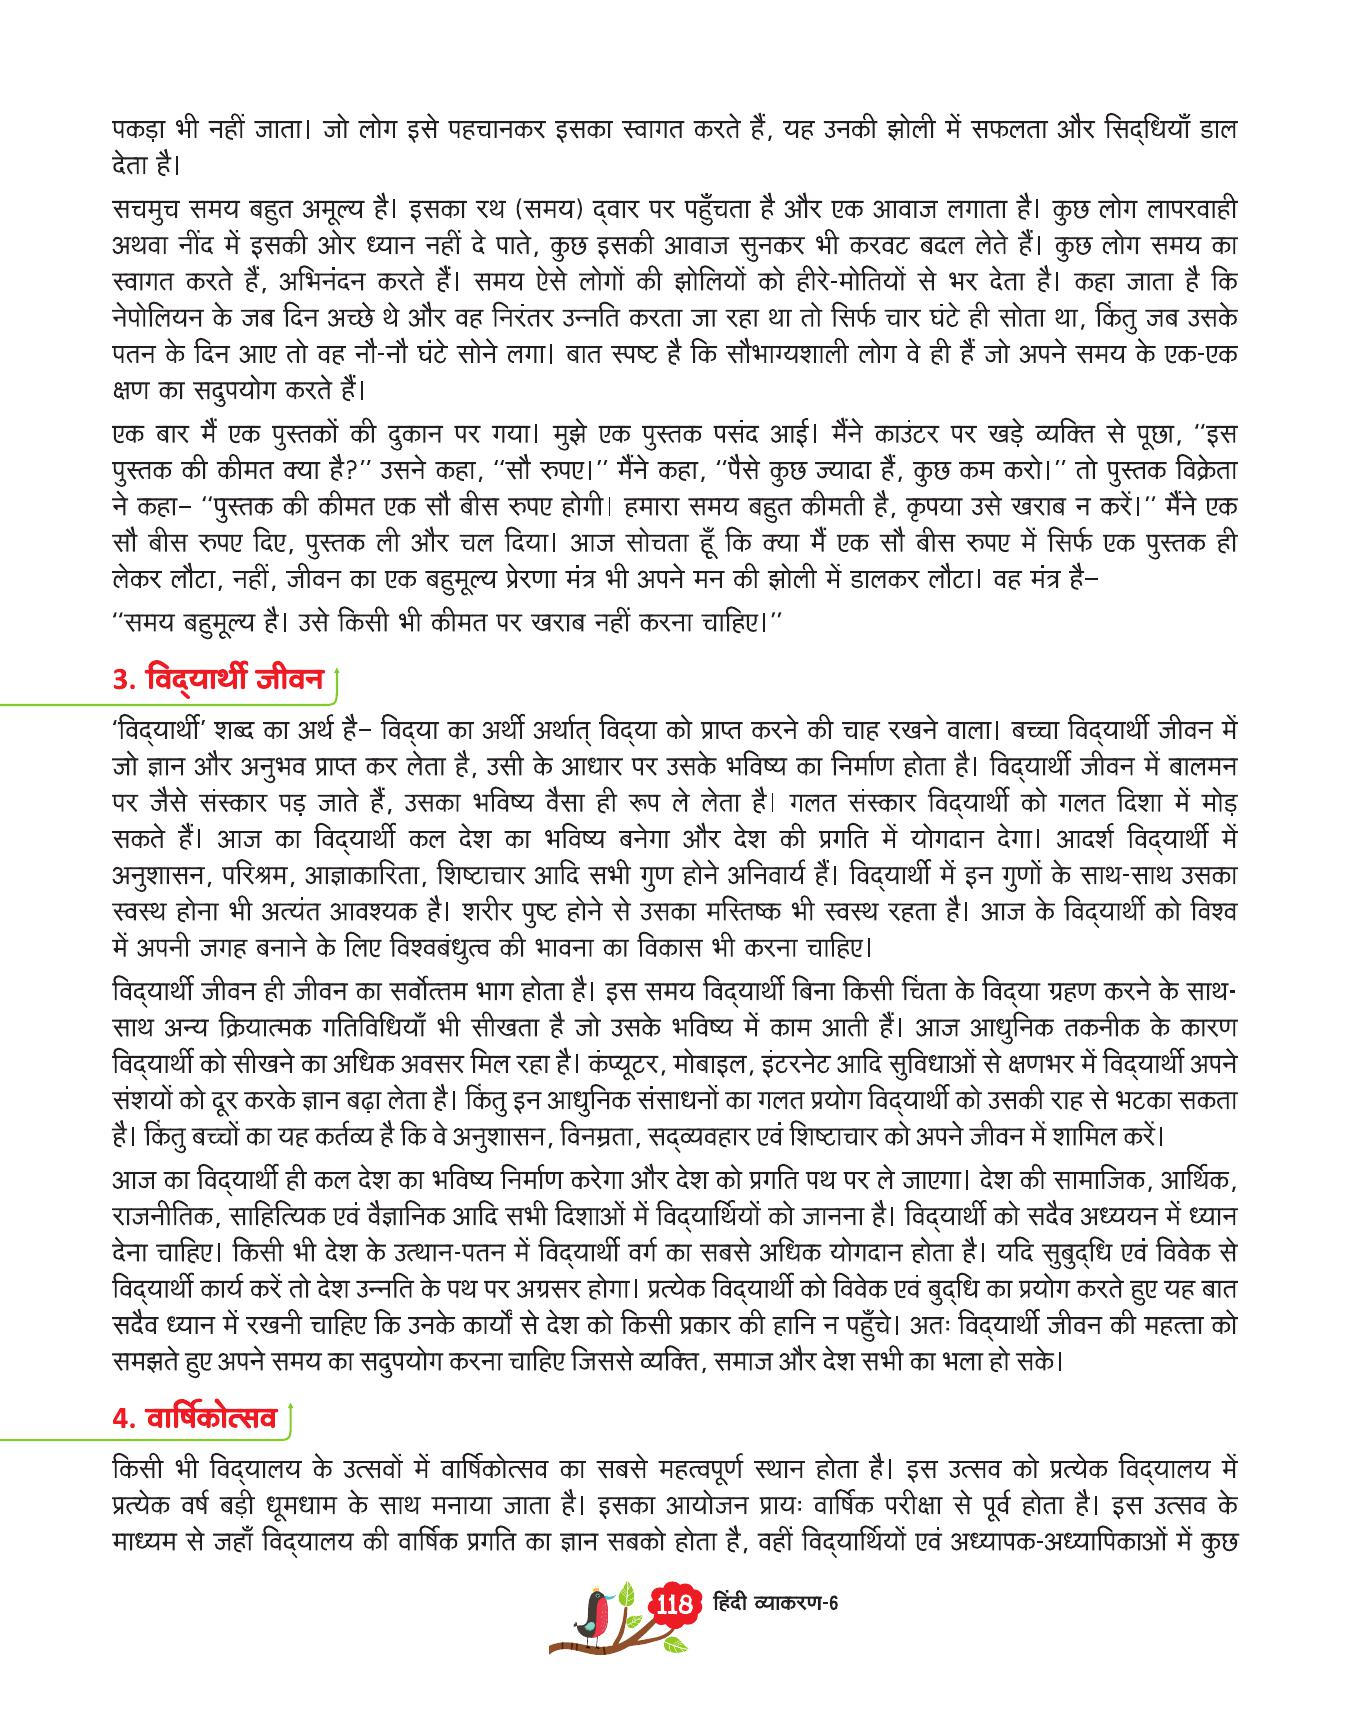 पकड़ा भी नहीं जाता। जो लोग इसे पहचानकर इसका स्वागत करते हैं, यह उनकी झोली में सफलता और सिद्‌धियाँ डाल
देता है।
सचमुच समय बहुत अमूल्य है। इसका रथ (समय) द्‌वार पर पहुँचता है और एक आवाज लगाता है। कुछ लोग लापरवाही
अथवा नींद में इसकी ओर ध्यान नहीं दे पाते, कुछ इसकी आवाज सुनकर भी करवट बदल लेते हैं। कुछ लोग समय का
स्वागत करते हैं, अभिनंदन करते हैं। समय ऐसे लोगों की झोलियों को हीरे-मोतियों से भर देता है। कहा जाता है कि
नेपोलियन के जब दिन अच्छे थे और वह निरंतर उन्नति करता जा रहा था तो सिर्फ चार घंटे ही सोता था, किंतु जब उसके
पतन के दिन आए तो वह नौ-नौ घंटे सोने लगा। बात स्पष्ट है कि सौभाग्यशाली लोग वे ही हैं जो अपने समय के एक-एक
क्षण का सदुपयोग करते हैं।
एक बार मैं एक पुस्तकों की दुकान पर गया। मुझे एक पुस्तक पसंद आई। मैंने काउंटर पर खड़े व्यक्ति से पूछा, ‘‘इस
पुस्तक की कीमत क्या है?’’ उसने कहा, ‘‘सौ रुपए।’’ मैंने कहा, ‘‘पैसे कुछ ज्यादा हैं, कुछ कम करो।’’ तो पुस्तक विक्रेता
ने कहा– ‘‘पुस्तक की कीमत एक सौ बीस रुपए होगी। हमारा समय बहुत कीमती है, कृपया उसे खराब न करें।’’ मैंने एक
सौ बीस रुपए दिए, पुस्तक ली और चल दिया। आज सोचता हूँ कि क्या मैं एक सौ बीस रुपए में सिर्फ एक पुस्तक ही
लेकर लौटा, नहीं, जीवन का एक बहुमूल्य प्रेरणा मंत्र भी अपने मन की झोली में डालकर लौटा। वह मंत्र है–
‘‘समय बहुमूल्य है। उसे किसी भी कीमत पर खराब नहीं करना चाहिए।’’
3. विद्‌यार्थी जीवन
‘विद्‌यार्थी’ शब्द का अर्थ है– विद्‌या का अर्थी अर्थात् विद्‌या को प्राप्त करने की चाह रखने वाला। बच्चा विद्‌यार्थी जीवन में
जो ज्ञान और अनुभव प्राप्त कर लेता है, उसी के आधार पर उसके भविष्य का निर्माण होता है। विद्‌यार्थी जीवन में बालमन
पर जैसे संस्कार पड़ जाते हैं, उसका भविष्य वैसा ही रूप ले लेता है। गलत संस्कार विद्‌यार्थी को गलत दिशा में मोड़
सकते हैं। आज का विद्‌यार्थी कल देश का भविष्य बनेगा और देश की प्रगति में योगदान देगा। आदर्श विद्‌यार्थी में
अनुशासन, परिश्रम, आज्ञाकारिता, शिष्टाचार आदि सभी गुण होने अनिवार्य हैं। विद्‌यार्थी में इन गुणों के साथ-साथ उसका
स्वस्थ होना भी अत्यंत आवश्यक है। शरीर पुष्ट होने से उसका मस्तिष्क भी स्वस्थ रहता है। आज के विद्‌यार्थी को विश्व
में अपनी जगह बनाने के लिए विश्वबंधुत्व की भावना का विकास भी करना चाहिए।
विद्‌यार्थी जीवन ही जीवन का सर्वोत्तम भाग होता है। इस समय विद्‌यार्थी बिना किसी चिंता के विद्‌या ग्रहण करने के साथ-
साथ अन्य क्रियात्मक गतिविधियाँ भी सीखता है जो उसके भविष्य में काम आती हैं। आज आधुनिक तकनीक के कारण
विद्‌यार्थी को सीखने का अधिक अवसर मिल रहा है। कंप्यूटर, मोबाइल, इंटरनेट आदि सुविधाओं से क्षणभर में विद्‌यार्थी अपने
संशयों को दूर करके ज्ञान बढ़ा लेता है। किंतु इन आधुनिक संसाधनों का गलत प्रयोग विद्‌यार्थी को उसकी राह से भटका सकता
है। किंतु बच्चों का यह कर्तव्य है कि वे अनुशासन, विनम्रता, सद्‌व्यवहार एवं शिष्टाचार को अपने जीवन में शामिल करें।
आज का विद्‌यार्थी ही कल देश का भविष्य निर्माण करेगा और देश को प्रगति पथ पर ले जाएगा। देश की सामाजिक, आर्थिक,
राजनीतिक, साहित्यिक एवं वैज्ञानिक आदि सभी दिशाओं में विद्‌यार्थियों को जानना है। विद्‌यार्थी को सदैव अध्ययन में ध्यान
देना चाहिए। किसी भी देश के उत्थान-पतन में विद्‌यार्थी वर्ग का सबसे अधिक योगदान होता है। यदि सुबुद्‌धि एवं विवेक से
विद्‌यार्थी कार्य करें तो देश उन्नति के पथ पर अग्रसर होगा। प्रत्येक विद्‌यार्थी को विवेक एवं बुद्‌धि का प्रयोग करते हुए यह बात
सदैव ध्यान में रखनी चाहिए कि उनके कार्यों से देश को किसी प्रकार की हानि न पहुँचे। अतः विद्‌यार्थी जीवन की महत्ता को
समझते हुए अपने समय का सदुपयोग करना चाहिए जिससे व्यक्ति, समाज और देश सभी का भला हो सके।
4. वार्षिकोत्सव
किसी भी विद्‌यालय के उत्सवों में वार्षिकोत्सव का सबसे महत्वपूर्ण स्थान होता है। इस उत्सव को प्रत्येक विद्‌यालय में
प्रत्येक वर्ष बड़ी धूमधाम के साथ मनाया जाता है। इसका आयोजन प्रायः वार्षिक परीक्षा से पूर्व होता है। इस उत्सव के
माध्यम से जहाँ विद्‌यालय की वार्षिक प्रगति का ज्ञान सबको होता है, वहीं विद्‌यार्थियों एवं अध्यापक-अध्यापिकाओं में कुछ
118 हिंदी व्याकरण-6